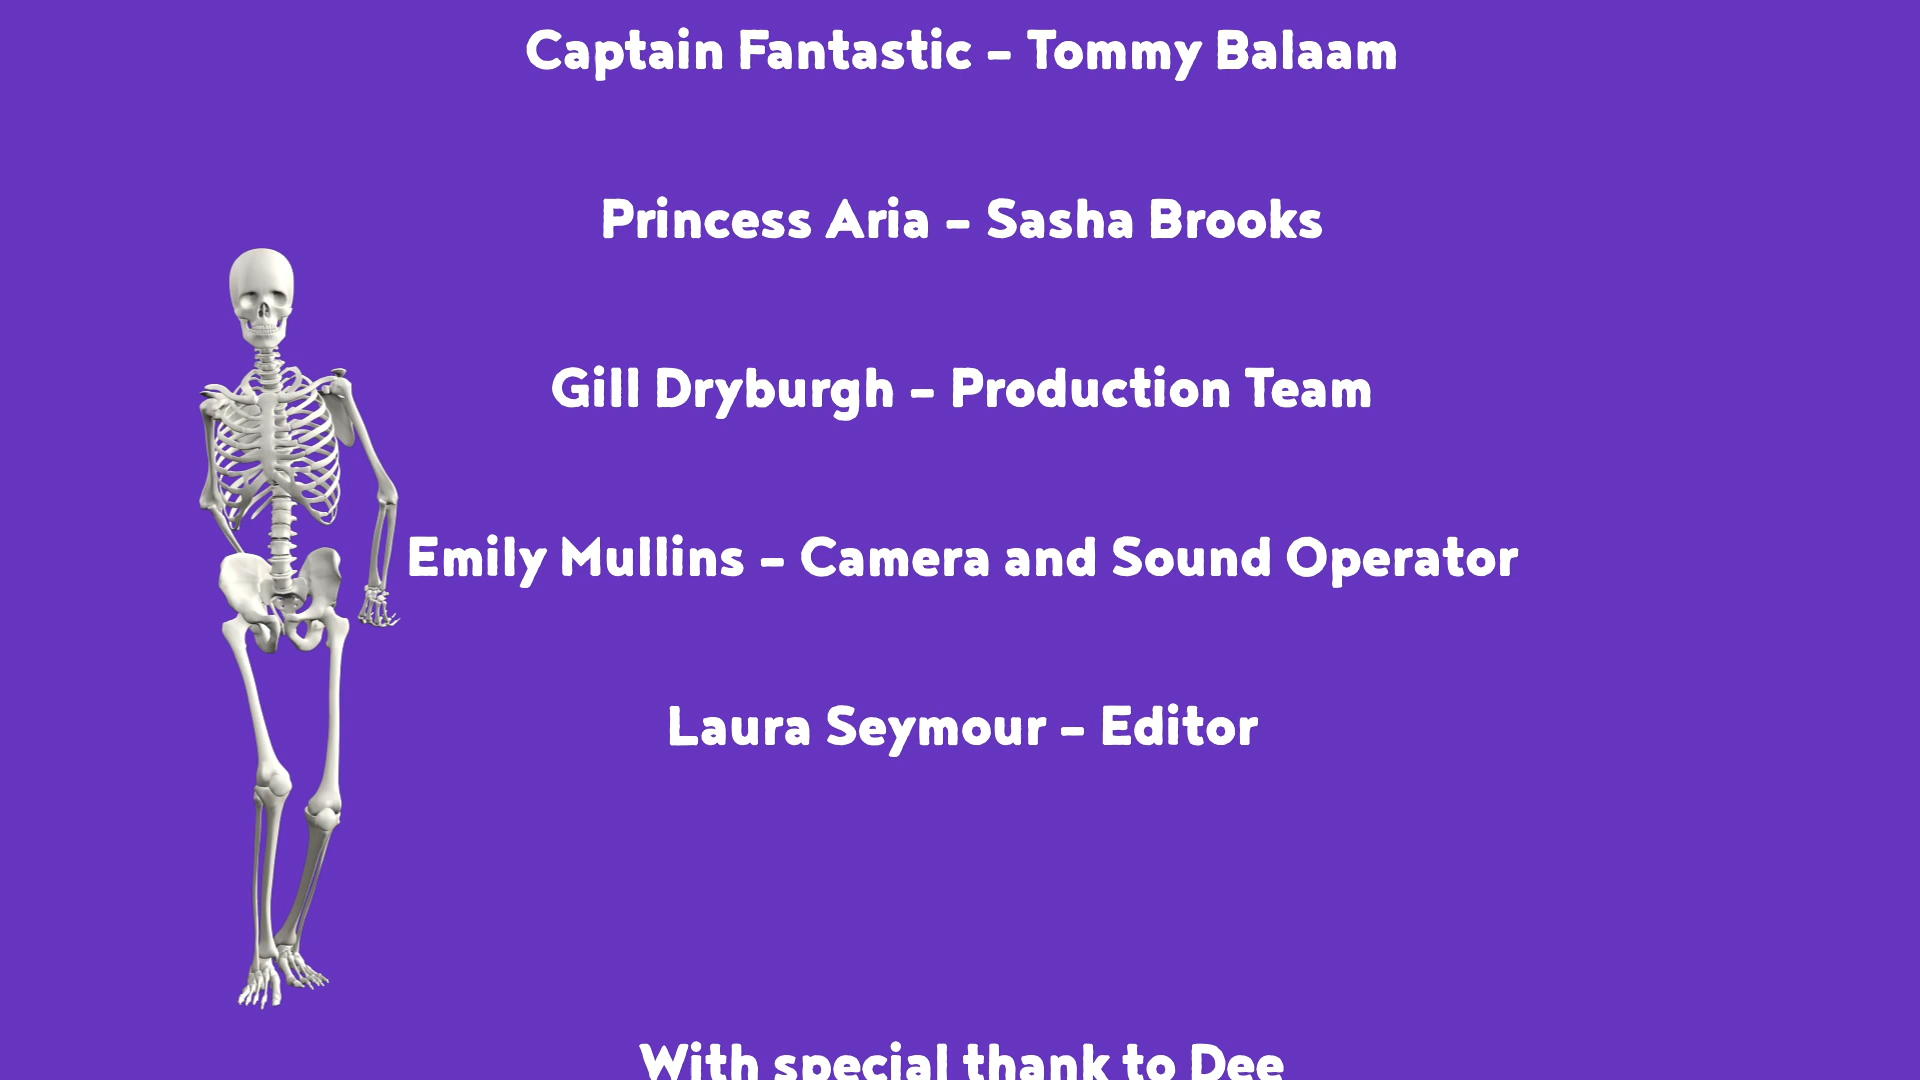 Captain Fantastic – Tommy Balaam
Princess Aria – Sasha Brooks
Gill Dryburgh – Production Team
Emily Mullins – Camera and Sound Operator
Laura Seymour – Editor
With special thank to Dee